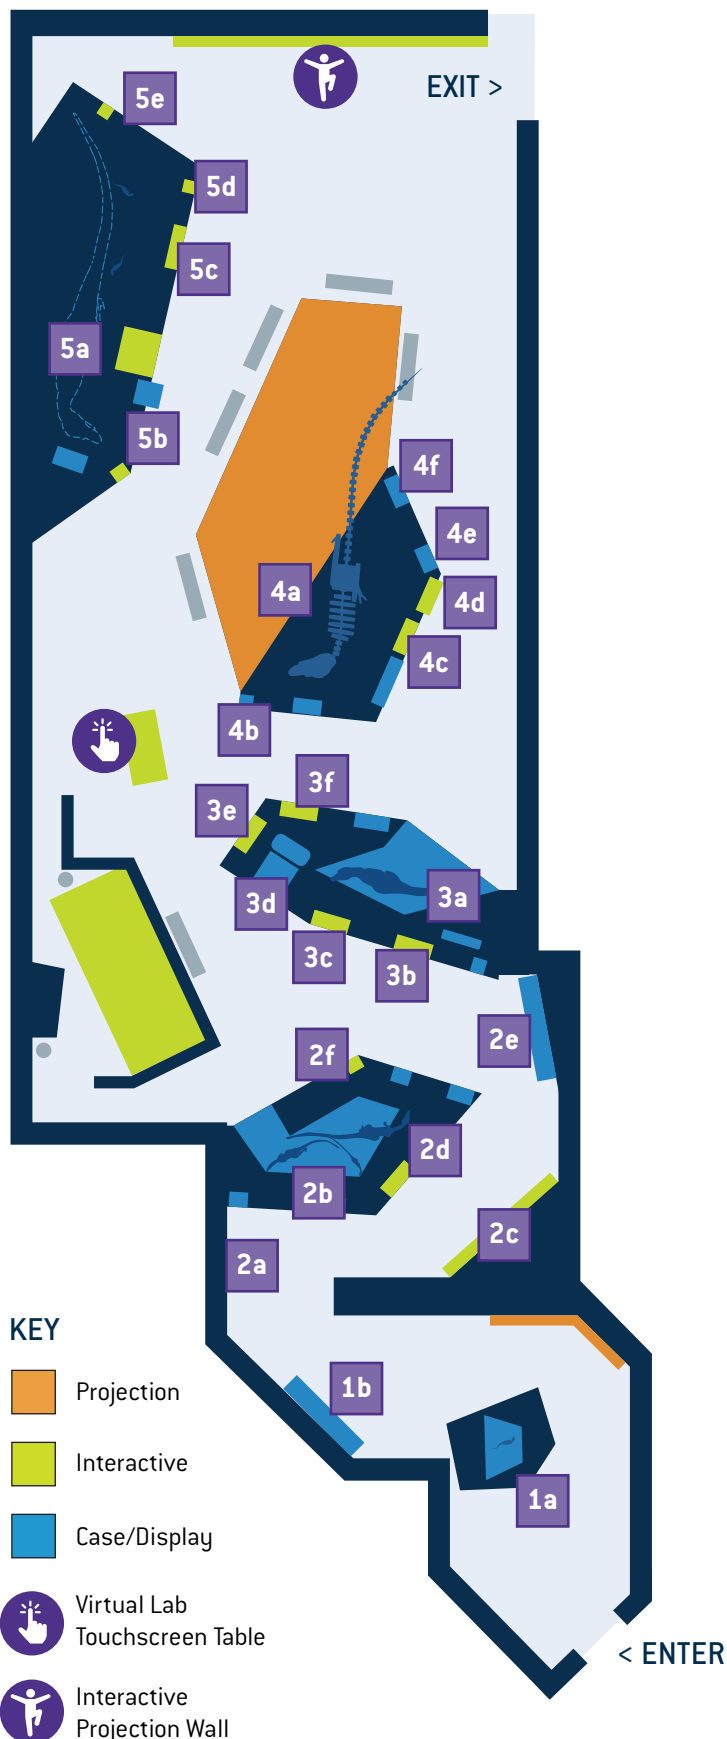 5e
EXIT >
5d
5c
5a
5b
4f
4e
4a
4d
4c
4b
3f
3e
3a
3d
3c
3b
2e
2f
2d
2b
2c
2a
KEY
1b
Projection
Interactive
1a
Case/Display
Virtual Lab
Touchscreen Table
< ENTER
Interactive
Projection Wall